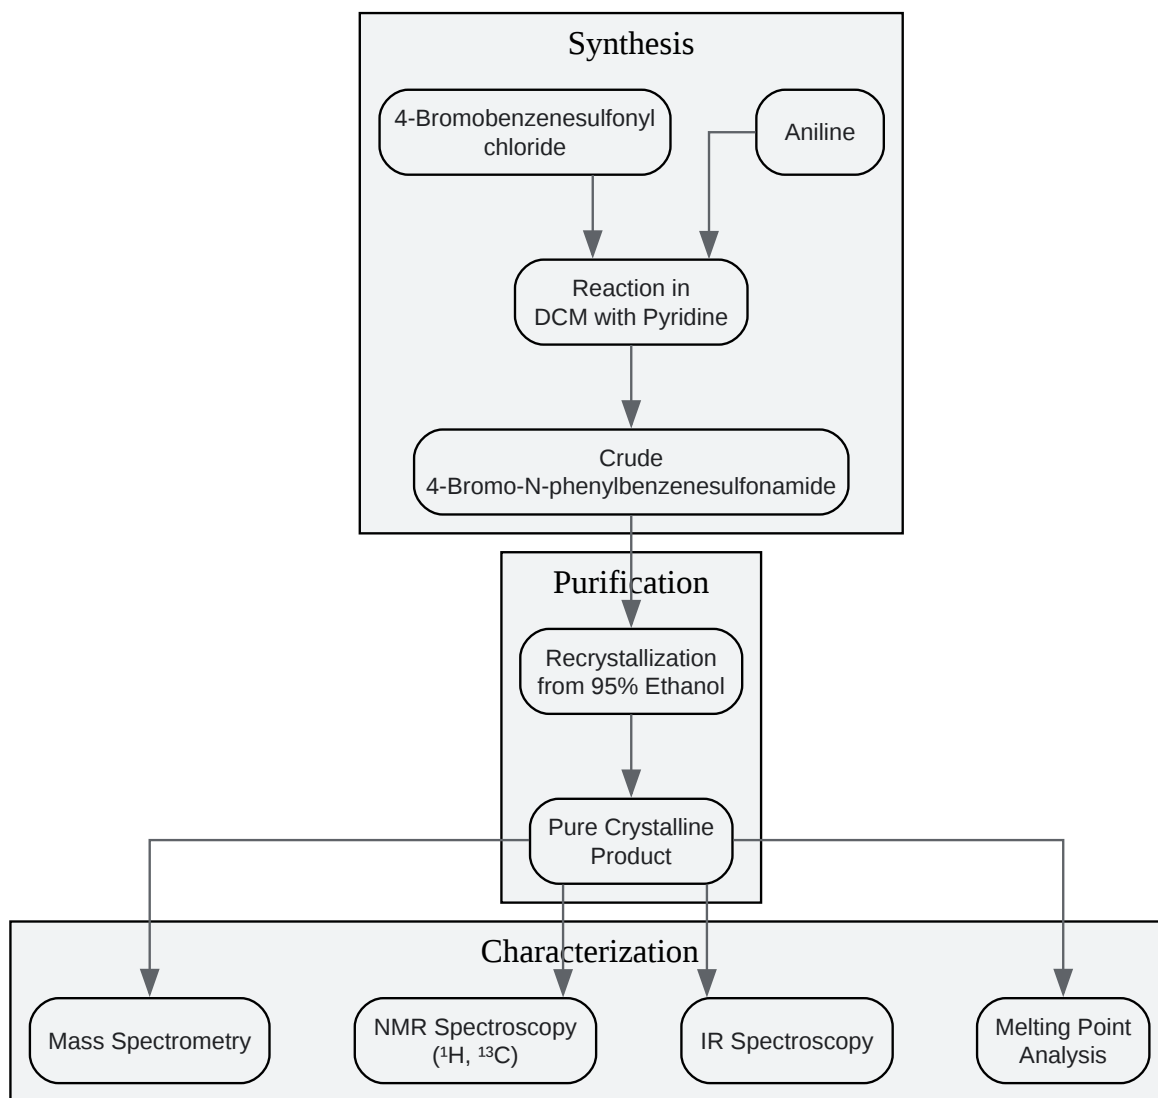 Synthesis
4-Bromobenzenesulfonyl
chloride
Aniline
Reaction in
DCM with Pyridine
Crude
4-Bromo-N-phenylbenzenesulfonamide
Purification
Recrystallization
from 95% Ethanol
Pure Crystalline
Product
Characterization
Mass Spectrometry
NMR Spectroscopy
(¹H, ¹³C)
IR Spectroscopy
Melting Point
Analysis